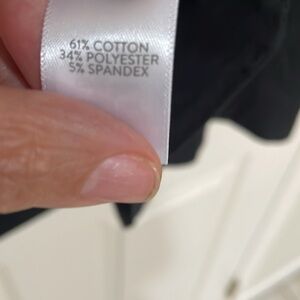 61% COTTON
34% POLYESTER
5% SPANDEX